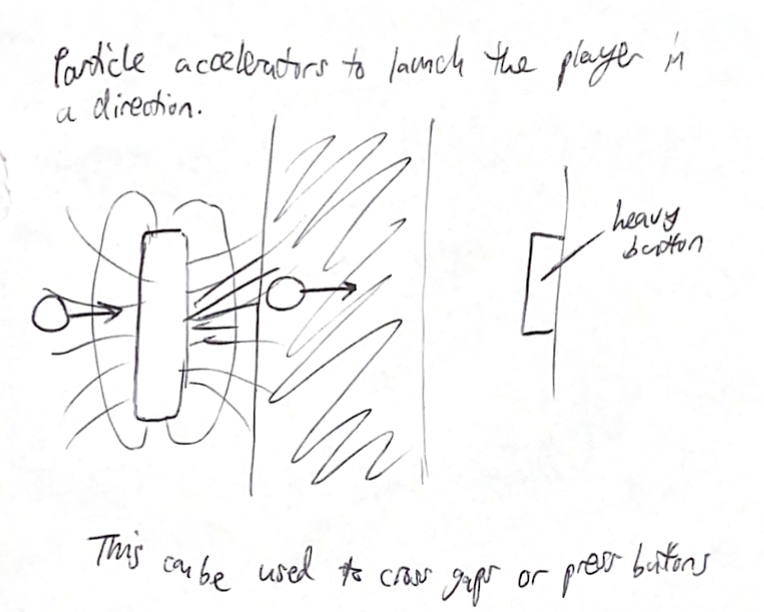 Particle accelerators to launch the player in
a direction.
heavy
button
This can be used to cross gaps or press buttons